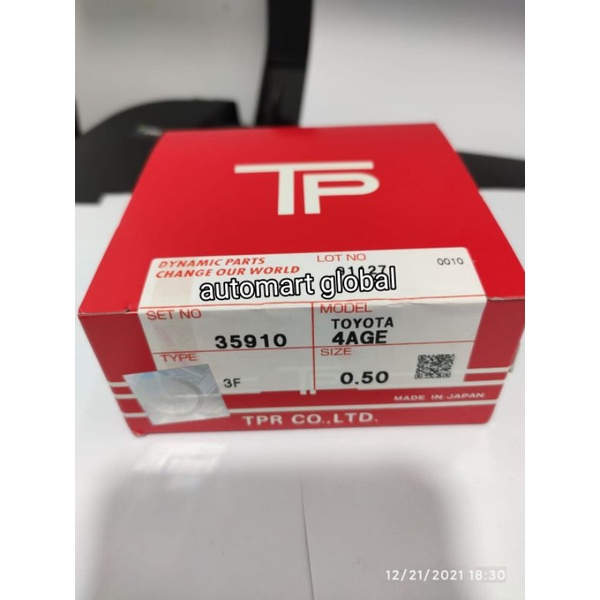 TP
DYNAMIC PARTS
CHANGE OUR WORLD
LOT NO
0010
automart global
SET NO
35910
MODEL
TOYOTA
4AGE
TYPE
3F
SIZE
0.50
TP
MADE IN JAPAN
TPR CO.,LTD.
12/21/2021 18:30